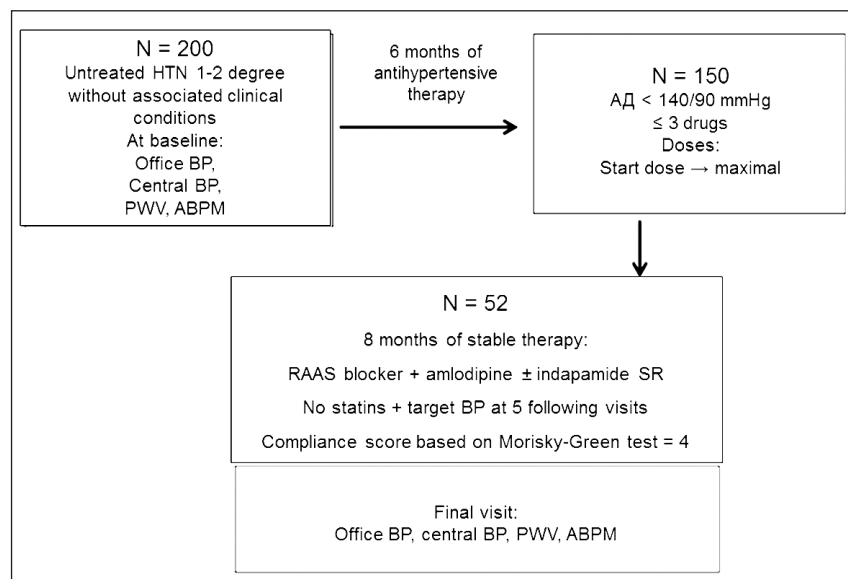 N = 200
Untreated HTN 1-2 degree
without associated clinical
conditions
At baseline:
Office BP,
Central BP,
PWV, ABPM
6 months of
antihypertensive
therapy
N = 150
АД < 140/90 mmHg
≤ 3 drugs
Doses:
Start dose → maximal
N = 52
8 months of stable therapy:
RAAS blocker + amlodipine ± indapamide SR
No statins + target BP at 5 following visits
Compliance score based on Morisky-Green test = 4
Final visit:
Office BP, central BP, PWV, ABPM